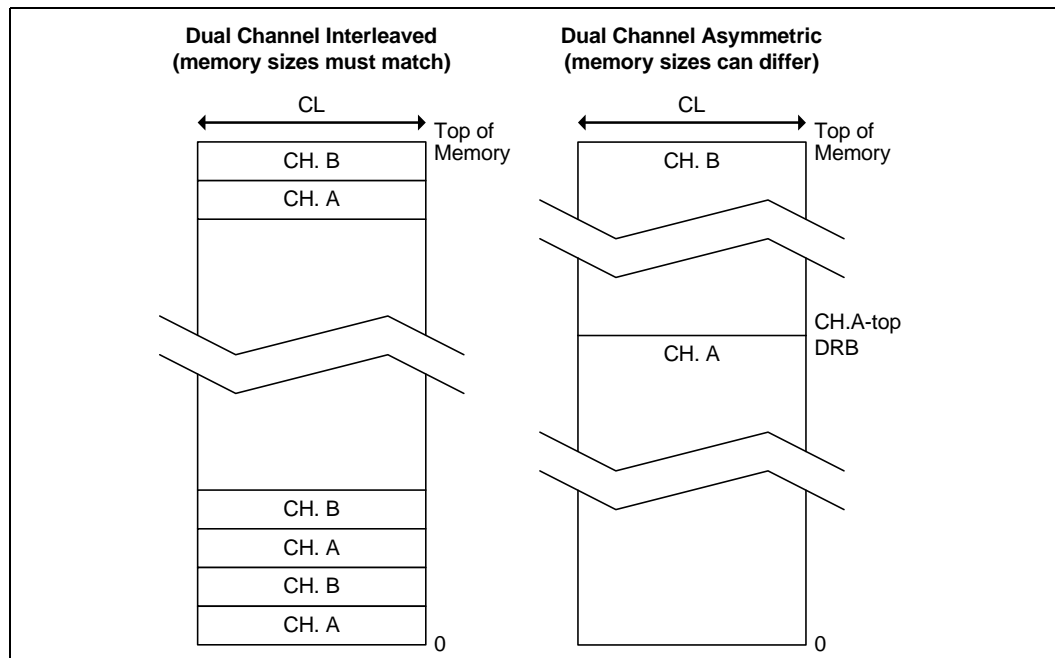 Dual Channel Interleaved
(memory sizes must match)
CL
Top of
Memory
CH. B
CH. A
CH. B
CH. A
CH. B
CH. A
0
Dual Channel Asymmetric
(memory sizes can differ)
CL
Top of
Memory
CH. B
CH.A-top
DRB
CH. A
0